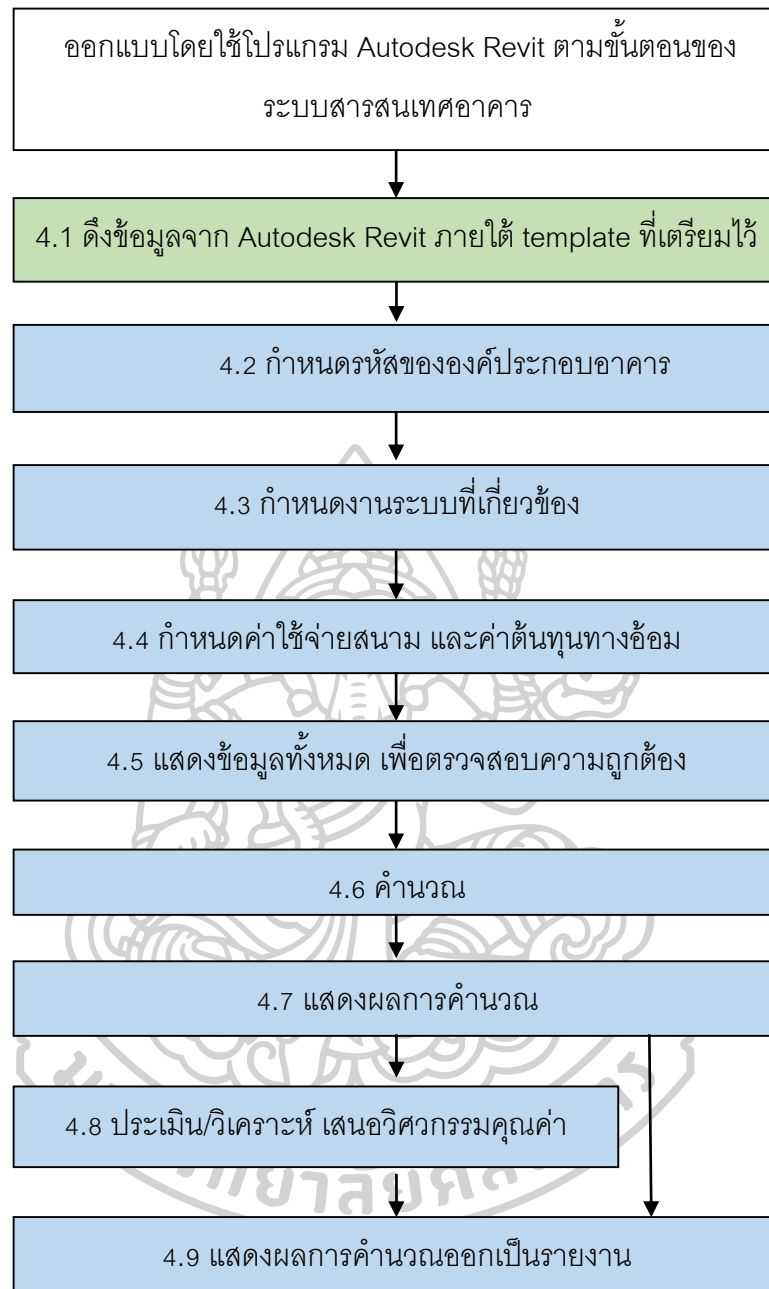 ออกแบบโดยใช้โปรแกรม Autodesk Revit ตามขั้นตอนของ
ระบบสารสนเทศอาคาร
4.1 ดึงข้อมูลจาก Autodesk Revit ภายใต้ template ที่เตรียมไว้
4.2 กำหนดรหัสขององค์ประกอบอาคาร
4.3 กำหนดงานระบบที่เกี่ยวข้อง
4.4 กำหนดค่าใช้จ่ายสนาม และค่าต้นทุนทางอ้อม
4.5 แสดงข้อมูลทั้งหมด เพื่อตรวจสอบความถูกต้อง
4.6 คำนวณ
4.7 แสดงผลการคำนวณ
4.8 ประเมิน/วิเคราะห์ เสนอวิศวกรรมคุณค่า
4.9 แสดงผลการคำนวณออกเป็นรายงาน